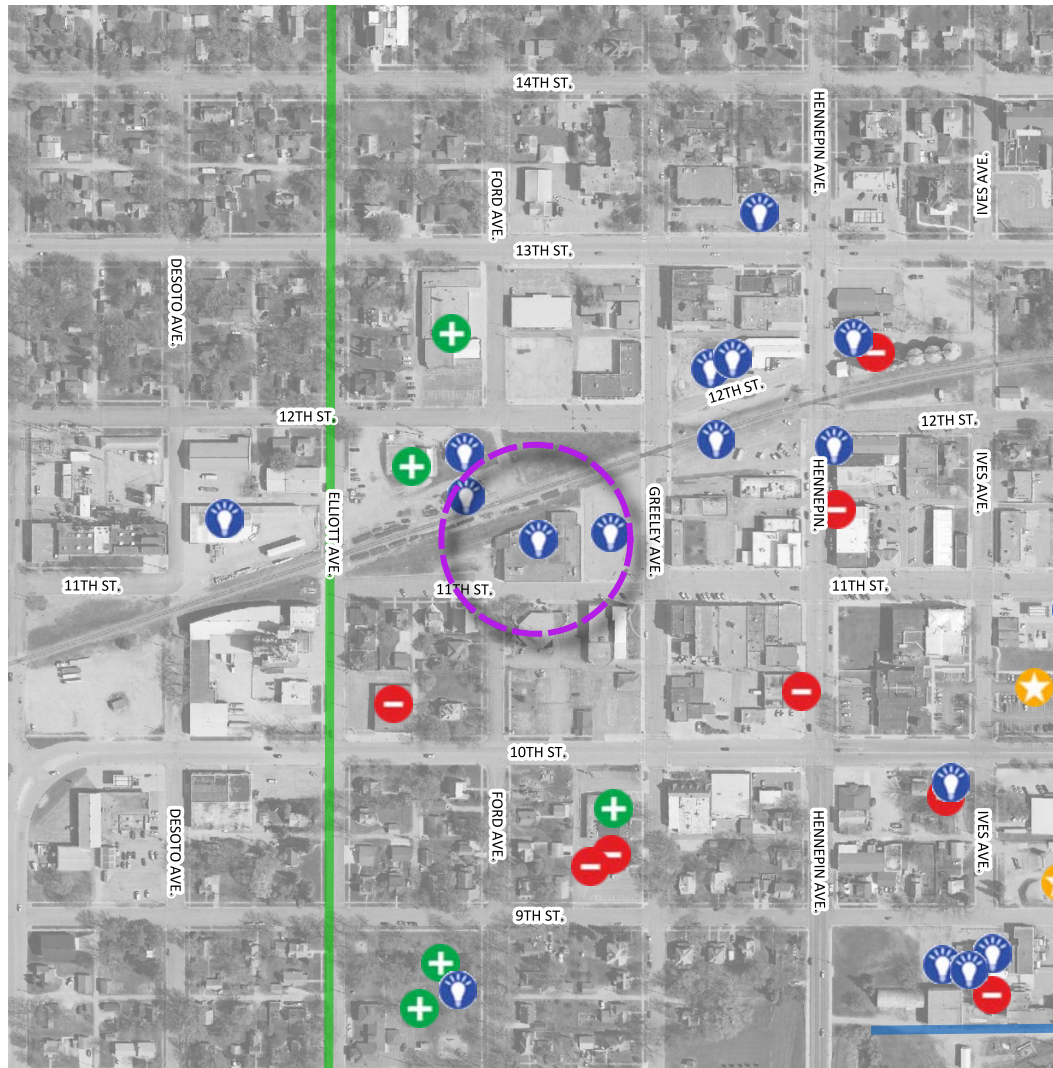 14TH ST.
HENNEPIN AVE.
IVES AVE.
FORD AVE.
13TH ST.
DESOTO AVE.
12TH ST.
12TH ST.
12TH ST.
ELLIOTT AVE.
GREELEY AVE.
HENNEPIN.
IVES AVE.
11TH ST.
11TH ST.
11TH ST.
10TH ST.
DESOTO AVE.
FORD AVE.
HENNEPIN AVE.
IVES AVE.
9TH ST.